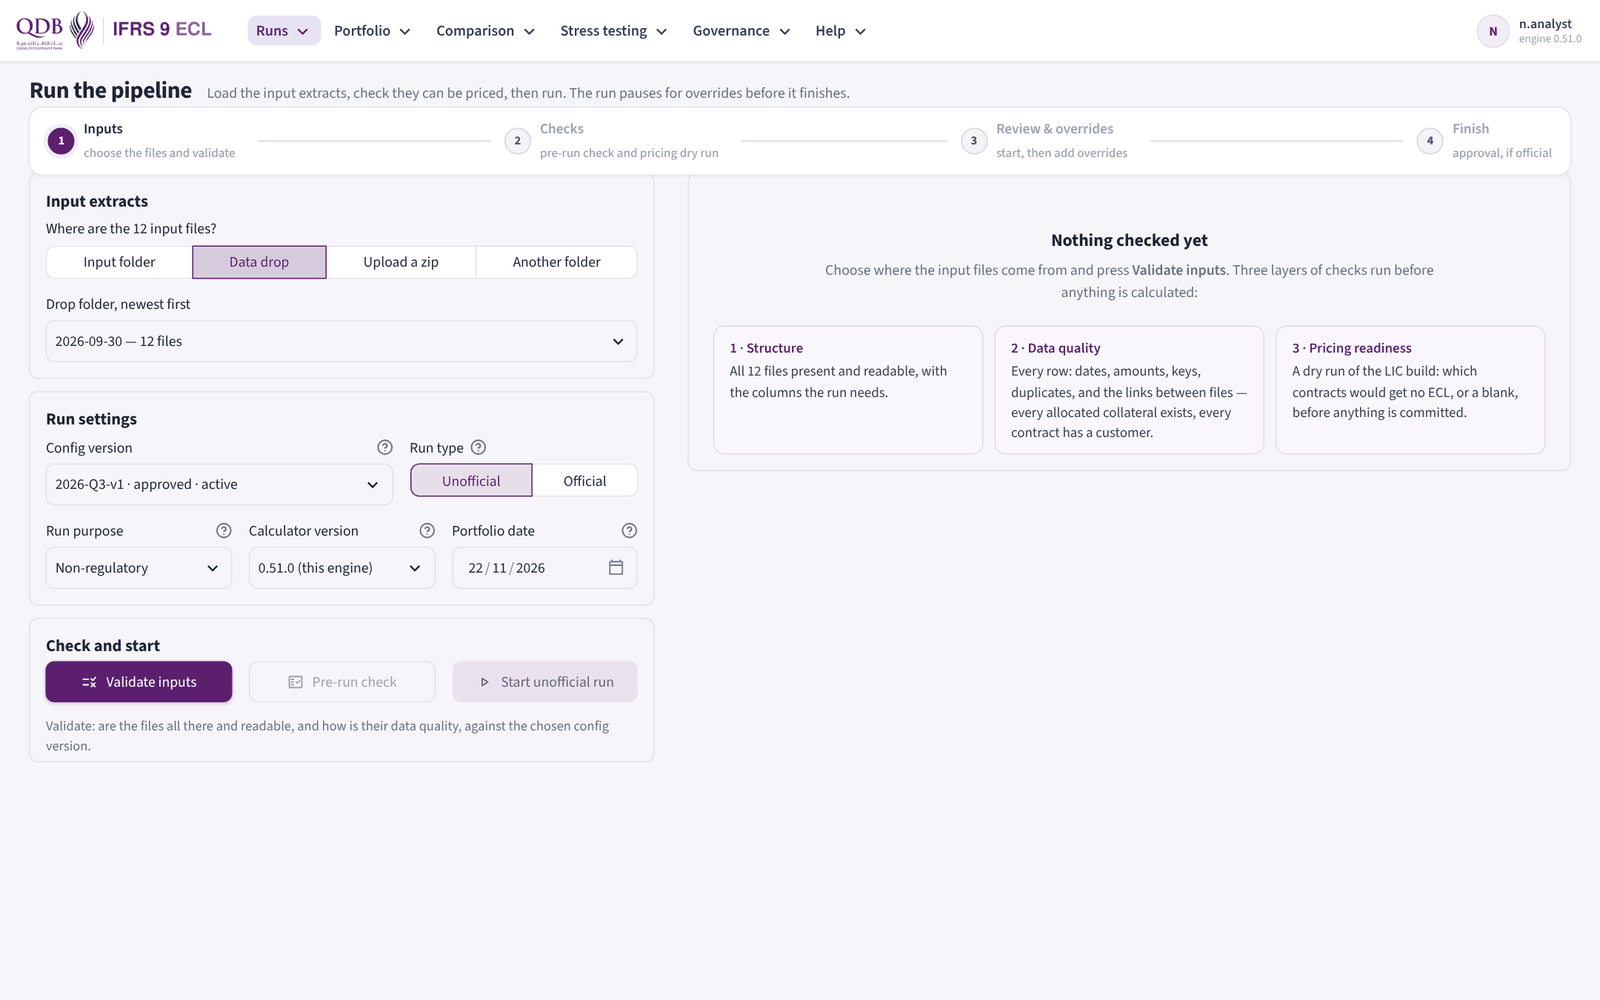 QDB
بنك قطر للتنمية
IFRS 9 ECL
Runs
Portfolio
Comparison
Stress testing
Governance
Help
N
n.analyst
engine 0.51.0
Run the pipeline
Load the input extracts, check they can be priced, then run. The run pauses for overrides before it finishes.
1
Inputs
choose the files and validate
2
Checks
pre-run check and pricing dry run
3
Review & overrides
start, then add overrides
4
Finish
approval, if official
Input extracts
Where are the 12 input files?
Input folder
Data drop
Upload a zip
Another folder
Drop folder, newest first
2026-09-30 — 12 files
Run settings
Config version
Run type
2026-Q3-v1 · approved · active
Unofficial
Official
Run purpose
Calculator version
Portfolio date
Non-regulatory
0.51.0 (this engine)
22 / 11 / 2026
Check and start
Validate inputs
Pre-run check
Start unofficial run
Validate: are the files all there and readable, and how is their data quality, against the chosen config
version.
Nothing checked yet
Choose where the input files come from and press Validate inputs. Three layers of checks run before
anything is calculated:
1 · Structure
All 12 files present and readable, with
the columns the run needs.
2 · Data quality
Every row: dates, amounts, keys,
duplicates, and the links between files —
every allocated collateral exists, every
contract has a customer.
3 · Pricing readiness
A dry run of the LIC build: which
contracts would get no ECL, or a blank,
before anything is committed.